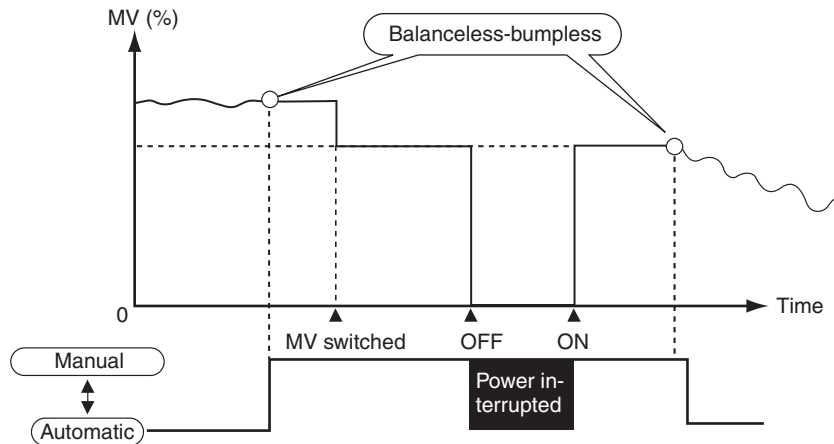 MV (%)
Balanceless-bumpless
0
Time
MV switched
OFF
ON
Manual
Power in-
terrupted
Automatic